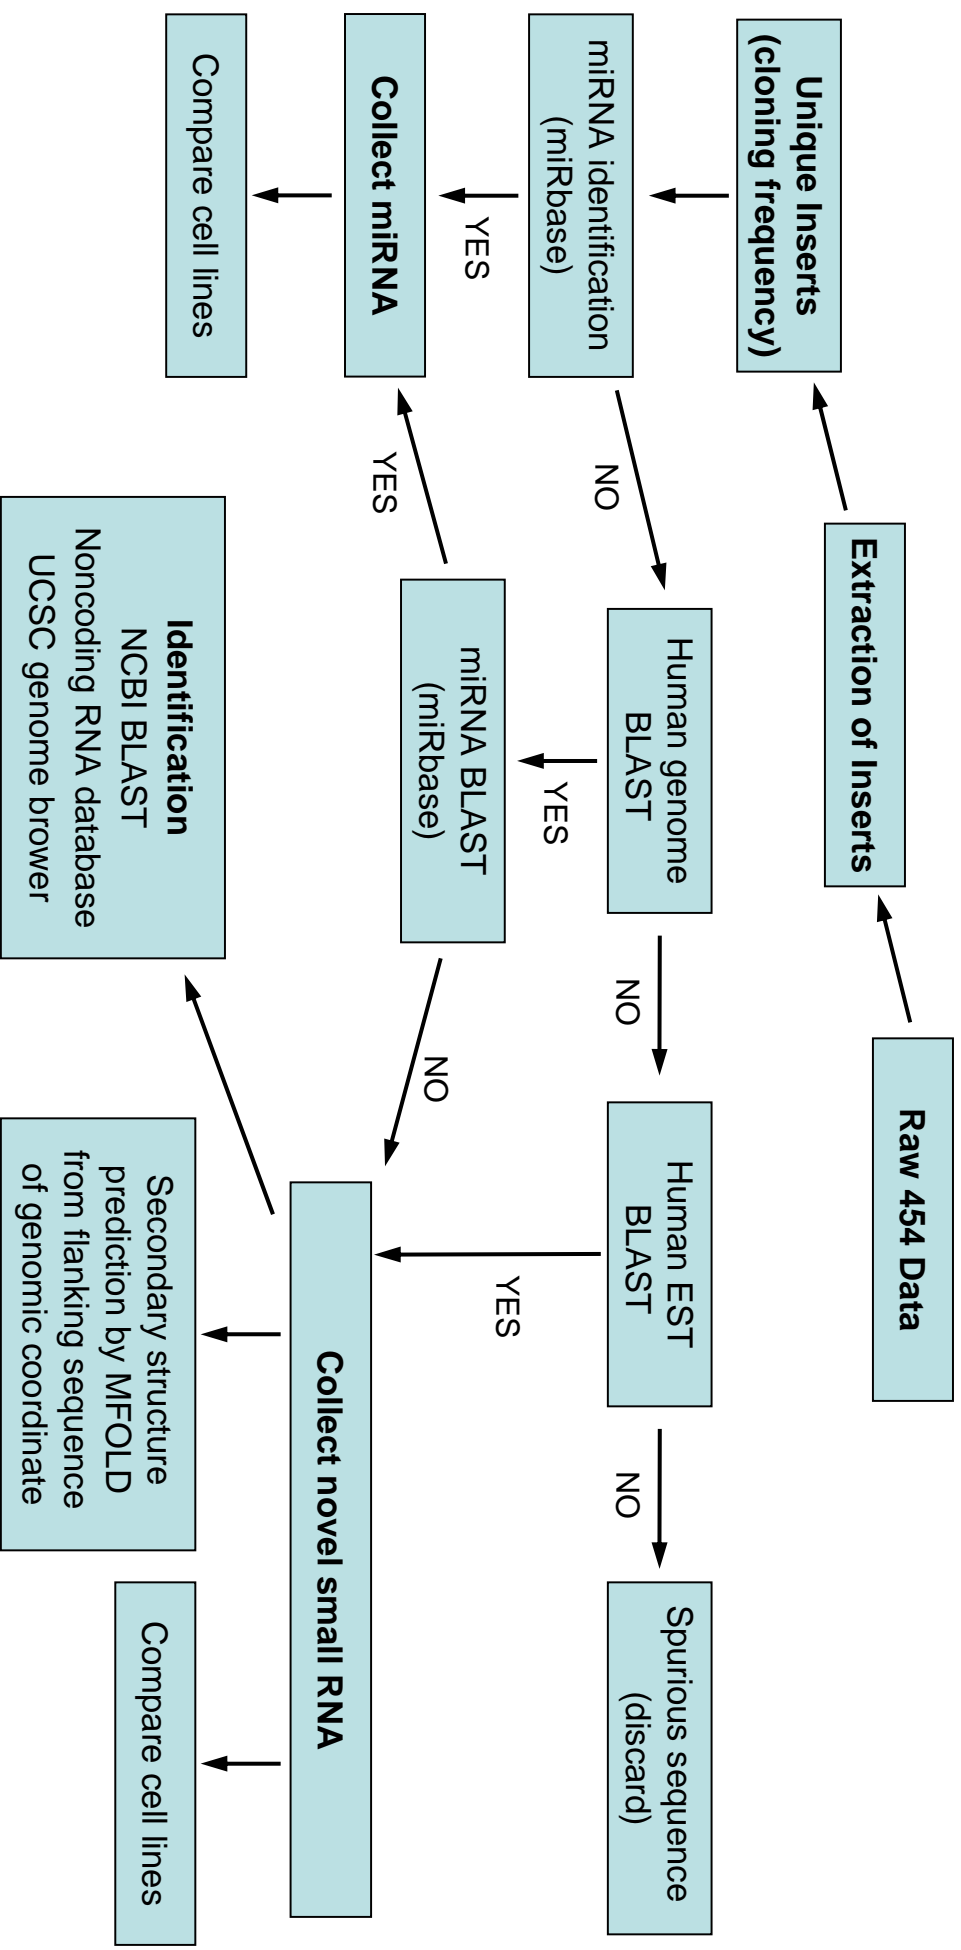 Raw 454 Data
Extraction of Inserts
Unique Inserts
(cloning frequency)
miRNA identification
(miRbase)
NO
Human genome
BLAST
NO
Human EST
BLAST
NO
Spurious sequence
(discard)
YES
YES
YES
miRNA BLAST
(miRbase)
NO
Collect miRNA
YES
Collect novel small RNA
Compare cell lines
Identification
NCBI BLAST
Noncoding RNA database
UCSC genome brower
Secondary structure
prediction by MFOLD
from flanking sequence
of genomic coordinate
Compare cell lines